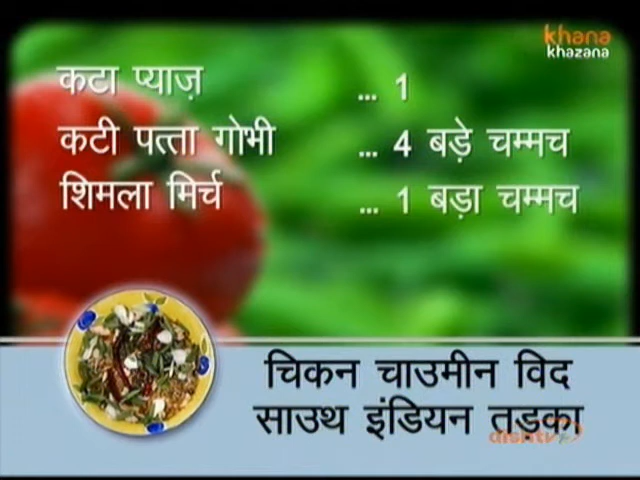 khana
khazana
कटा प्याज़ ... 1
कटी पत्ता गोभी ... 4 बड़े चम्मच
शिमला मिर्च ... 1 बड़ा चम्मच
चिकन चाउमीन विद
साउथ इंडियन तड़का
dishtv